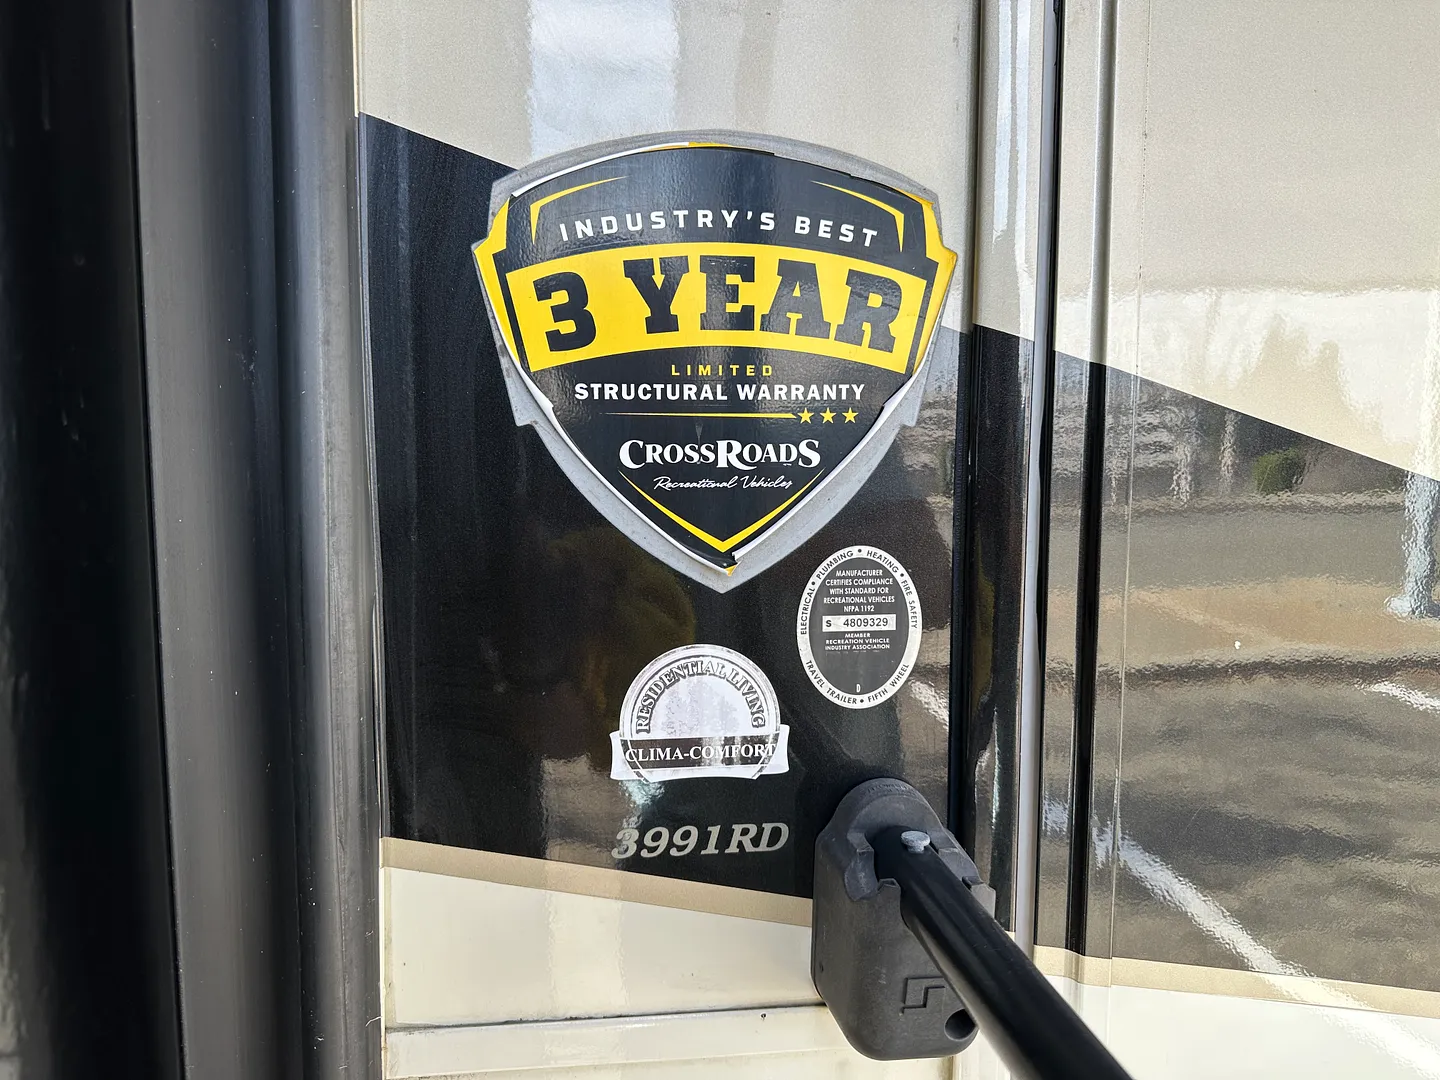 INDUSTRY'S BEST
3 YEAR
LIMITED
STRUCTURAL WARRANTY
CROSSROADS
Recreational Vehicles
ELECTRICAL • PLUMBING • HEATING • FIRE SAFETY
MANUFACTURER
CERTIFIES COMPLIANCE
WITH STANDARD FOR
RECREATIONAL VEHICLES
NFPA 1192
S 4809329
MEMBER
RECREATION VEHICLE
INDUSTRY ASSOCIATION
D
TRAVEL TRAILER • FIFTH WHEEL
RESIDENTIAL LIVING
CLIMA-COMFORT
3991RD